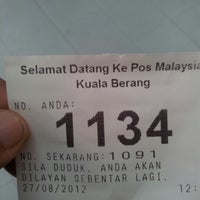 Selamat Datang Ke Pos Malaysia
Kuala Berang
NO. ANDA:
1134
NO. SEKARANG:1091
SILA DUDUK. ANDA AKAN
DILAYAN SEBENTAR LAGI.
27/08/2012 12: